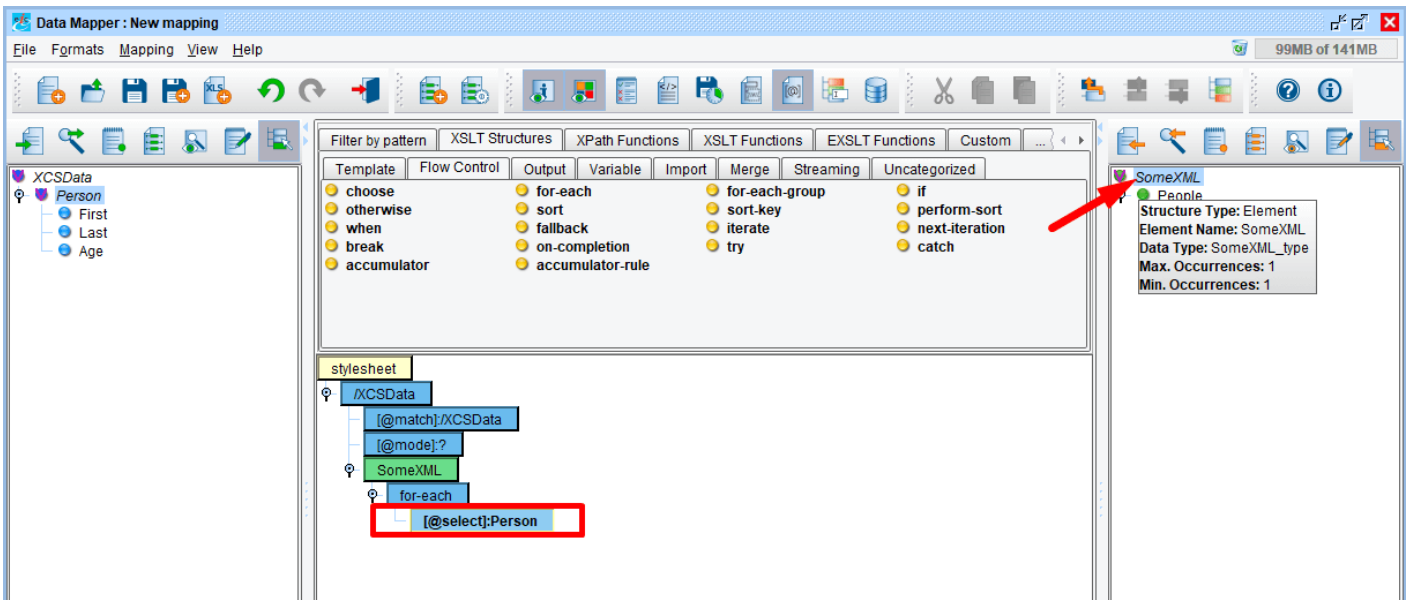 Data Mapper : New mapping
File Formats Mapping View Help
99MB of 141MB
XLS
Filter by pattern XSLT Structures XPath Functions XSLT Functions EXSLT Functions Custom ...
Template Flow Control Output Variable Import Merge Streaming Uncategorized
choose for-each for-each-group if
otherwise sort sort-key perform-sort
when fallback iterate next-iteration
break on-completion try catch
accumulator accumulator-rule
XCSData
Person
First
Last
Age
stylesheet
/XCSData
[@match]:/XCSData
[@mode]:?
SomeXML
for-each
[@select]:Person
SomeXML
People
Structure Type: Element
Element Name: SomeXML
Data Type: SomeXML_type
Max. Occurrences: 1
Min. Occurrences: 1